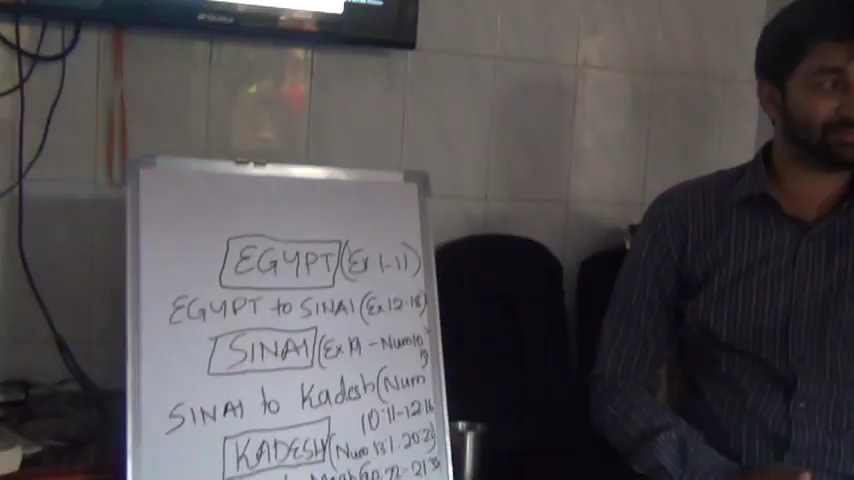 EGYPT (Ex 1-11)
EGYPT to SINAI (Ex 12-18)
SINAI (Ex 19 - Num 10
SINAI to Kadesh (Num
10:11-12:16
KADESH (Num 13:1-20:21)